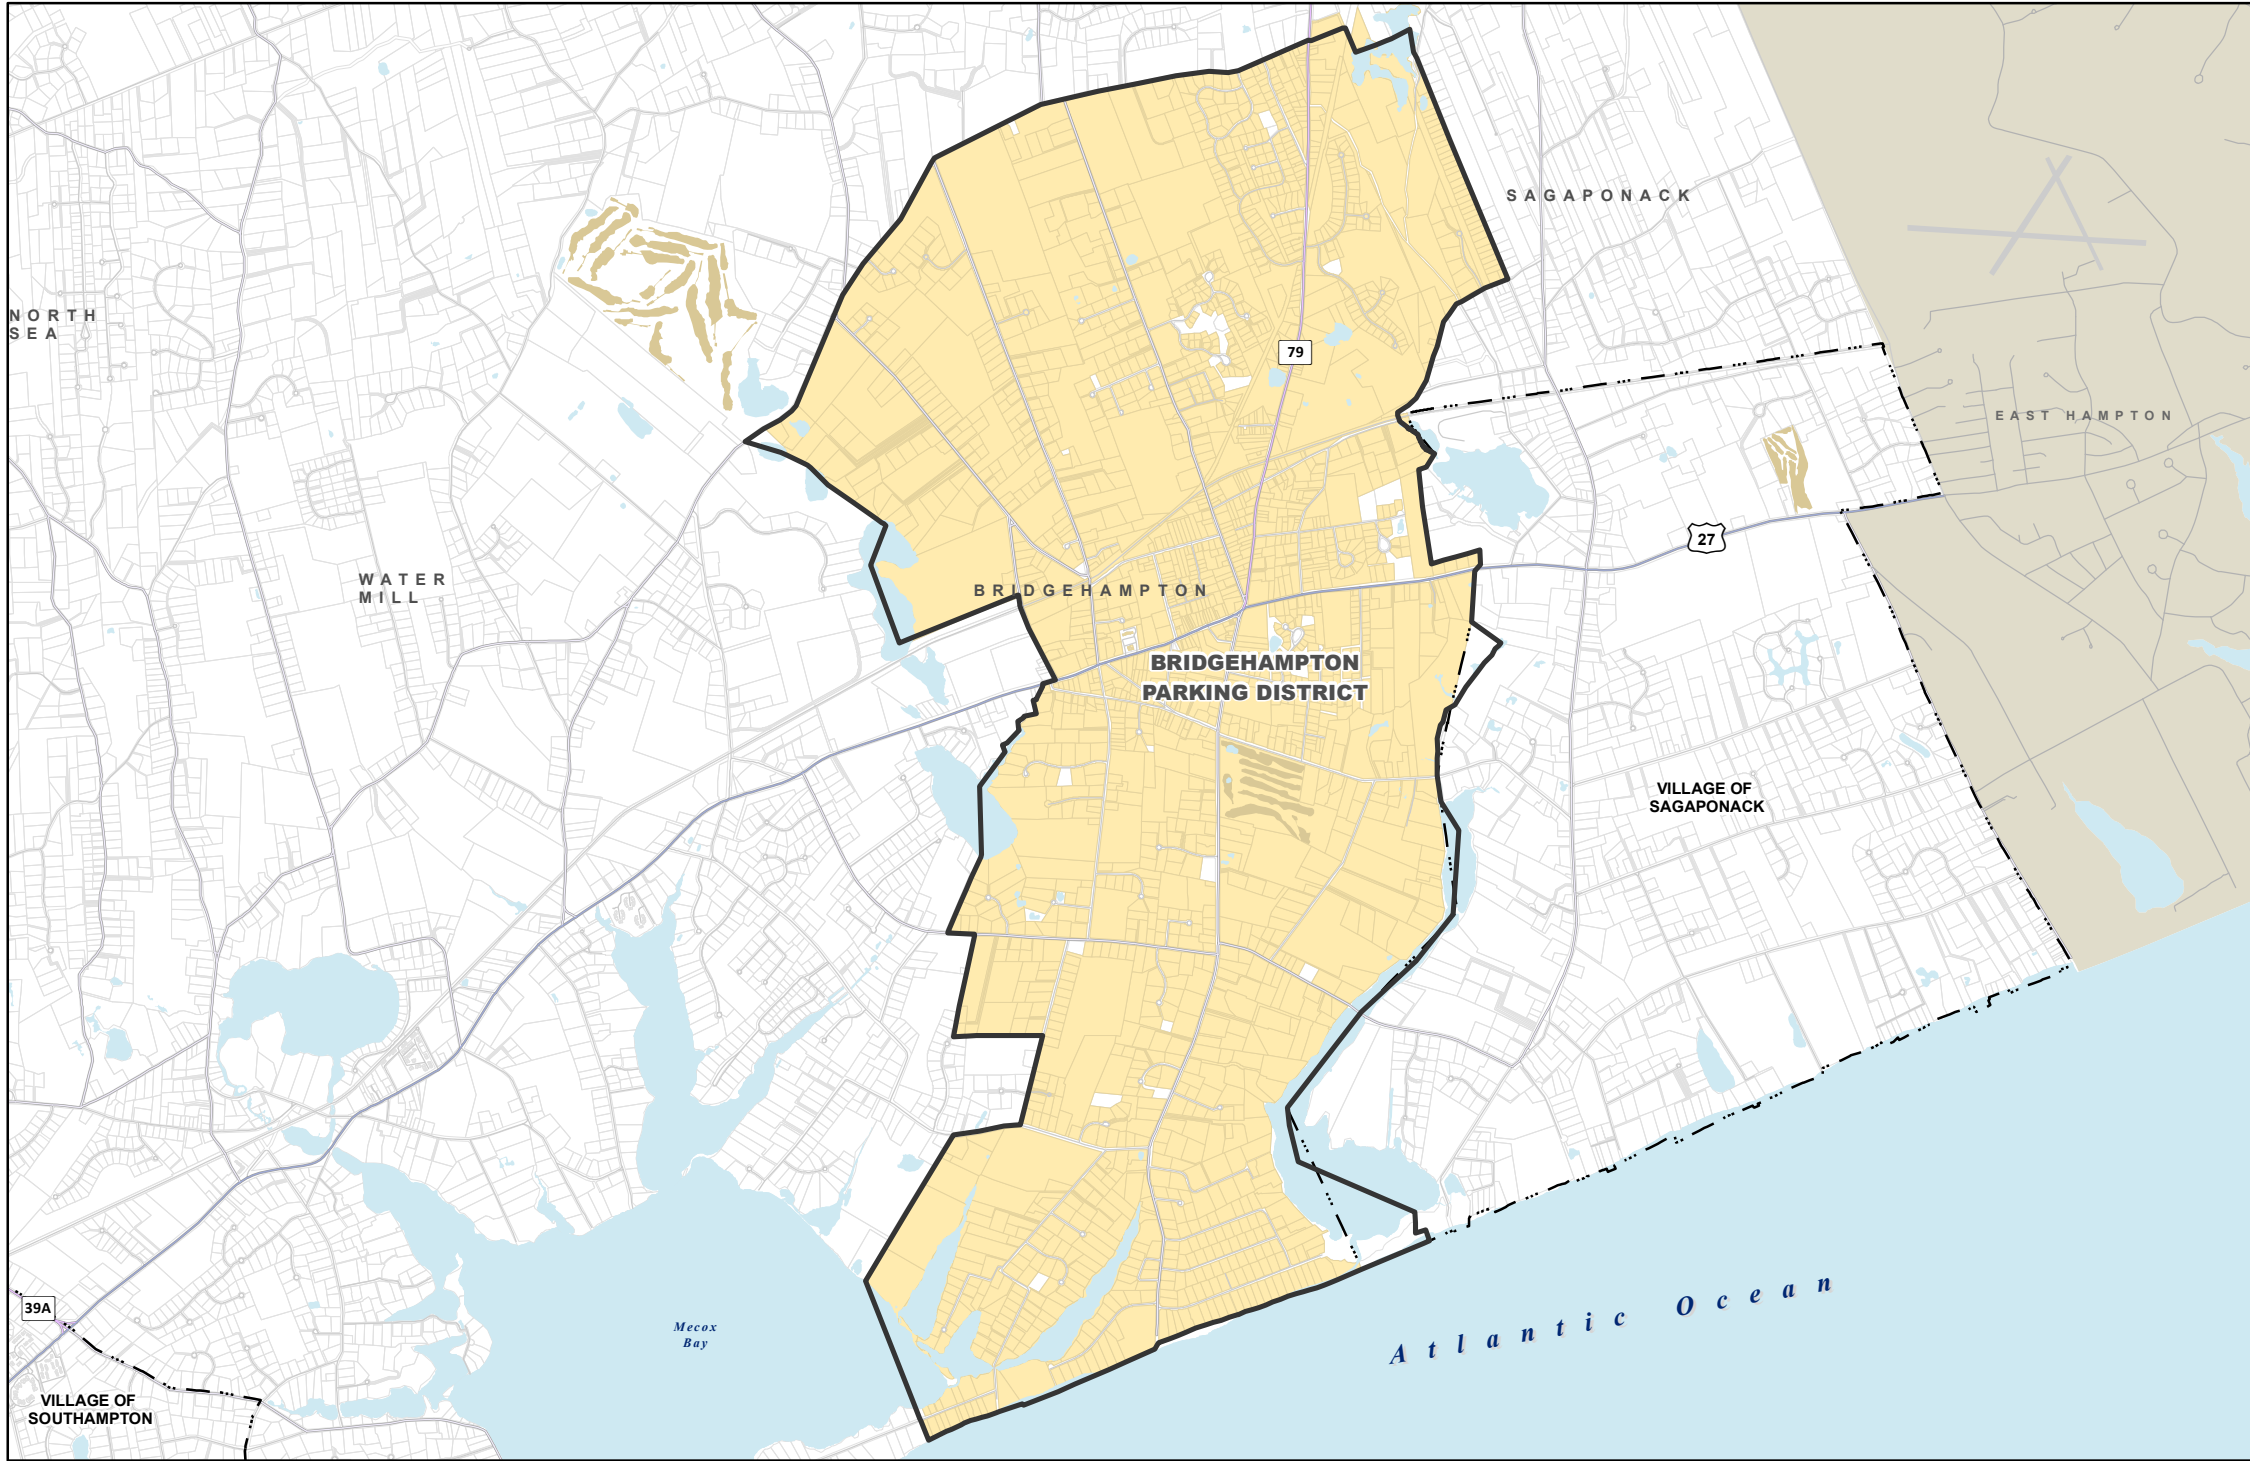 SAGAPONACK
NORTH
SEA
79
EAST HAMPTON
27
WATER
MILL
BRIDGEHAMPTON
BRIDGEHAMPTON
PARKING DISTRICT
VILLAGE OF
SAGAPONACK
Atlantic Ocean
39A
Mecox
Bay
VILLAGE OF
SOUTHAMPTON